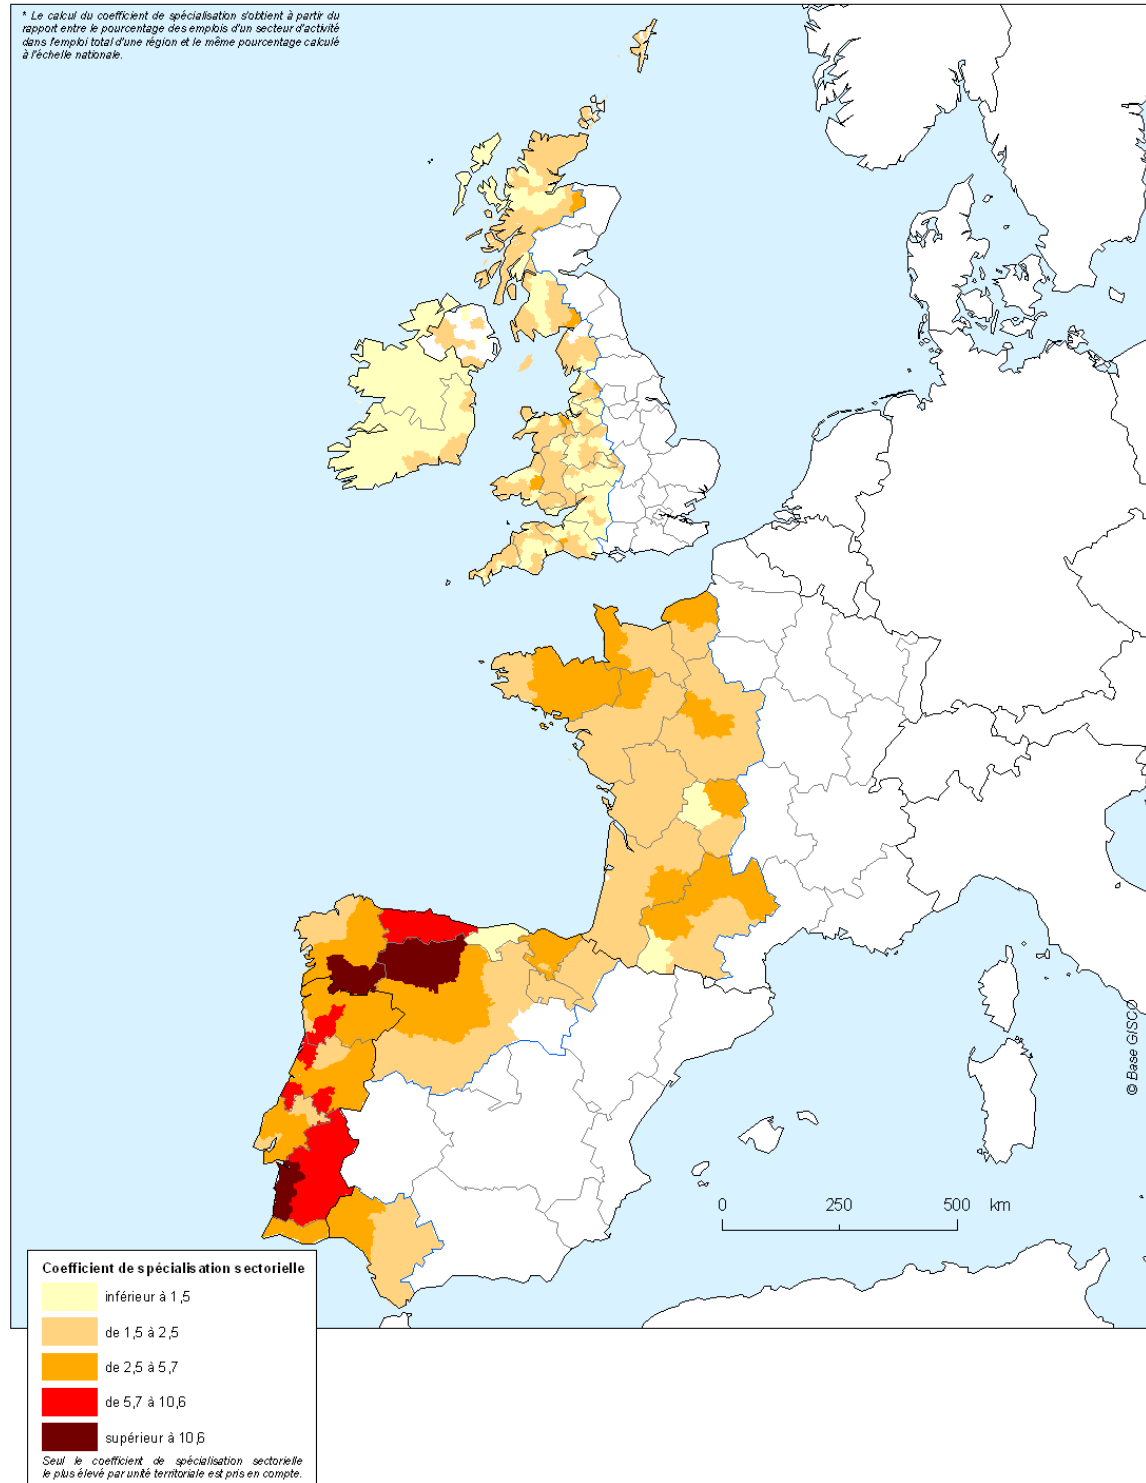 * Le calcul du coefficient de spécialisation s'obtient à partir du
rapport entre le pourcentage des emplois d'un secteur d'activité
dans l'emploi total d'une région et le même pourcentage calculé
à l'échelle nationale.
© Base GISCO
0 250 500 km
Coefficient de spécialisation sectorielle
inférieur à 1,5
de 1,5 à 2,5
de 2,5 à 5,7
de 5,7 à 10,6
supérieur à 10,6
Seul le coefficient de spécialisation sectorielle
le plus élevé par unité territoriale est pris en compte.